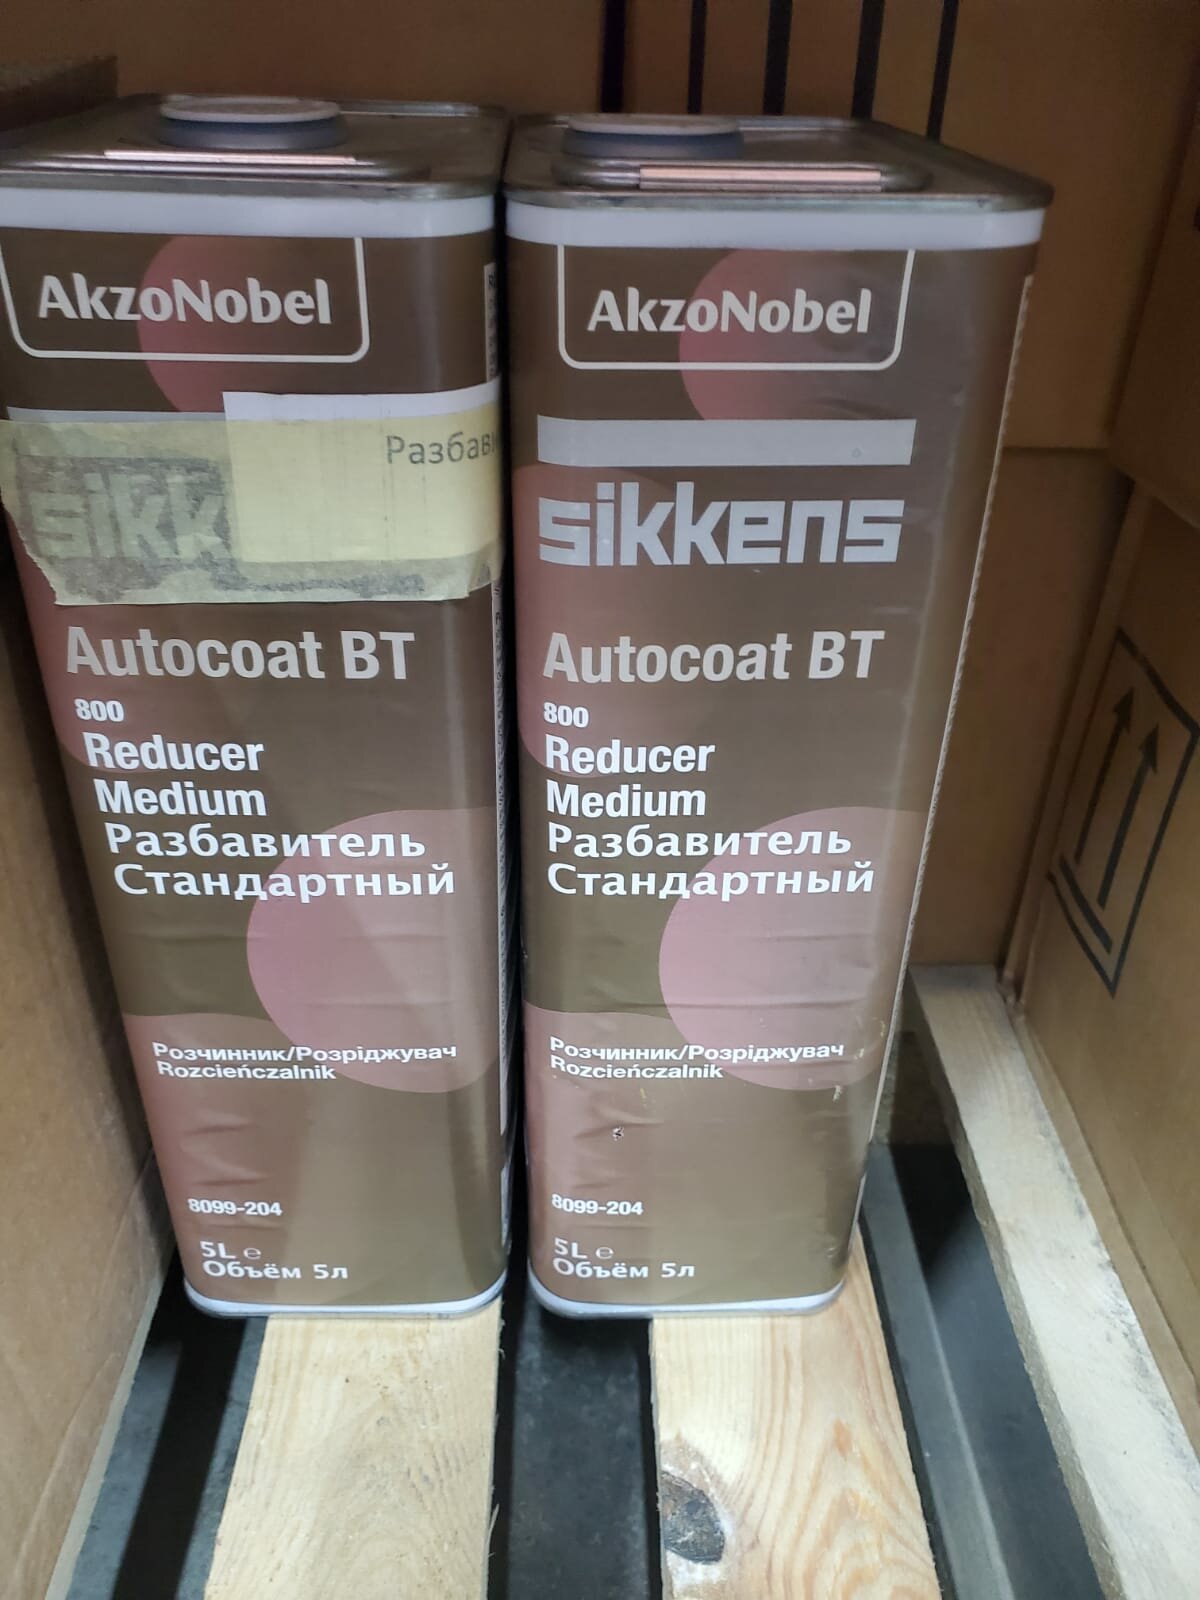 AkzoNobel
sikk
Autocoat BT
800
Reducer
Medium
Разбавитель
Стандартный
Розчинник/Розріджувач
Rozcieńczalnik
8099-204
5L e
Объём 5л
AkzoNobel
sikkens
Autocoat BT
800
Reducer
Medium
Разбавитель
Стандартный
Розчинник/Розріджувач
Rozcieńczalnik
8099-204
5L e
Объём 5л